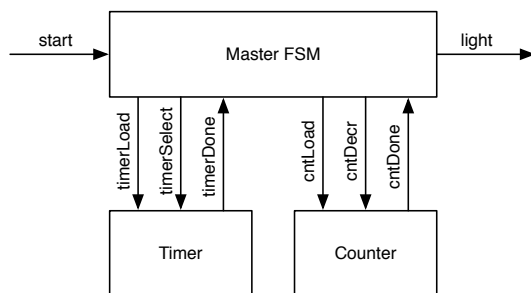 start
Master FSM
light
timerLoad
timerSelect
timerDone
cntLoad
cntDecr
cntDone
Timer
Counter